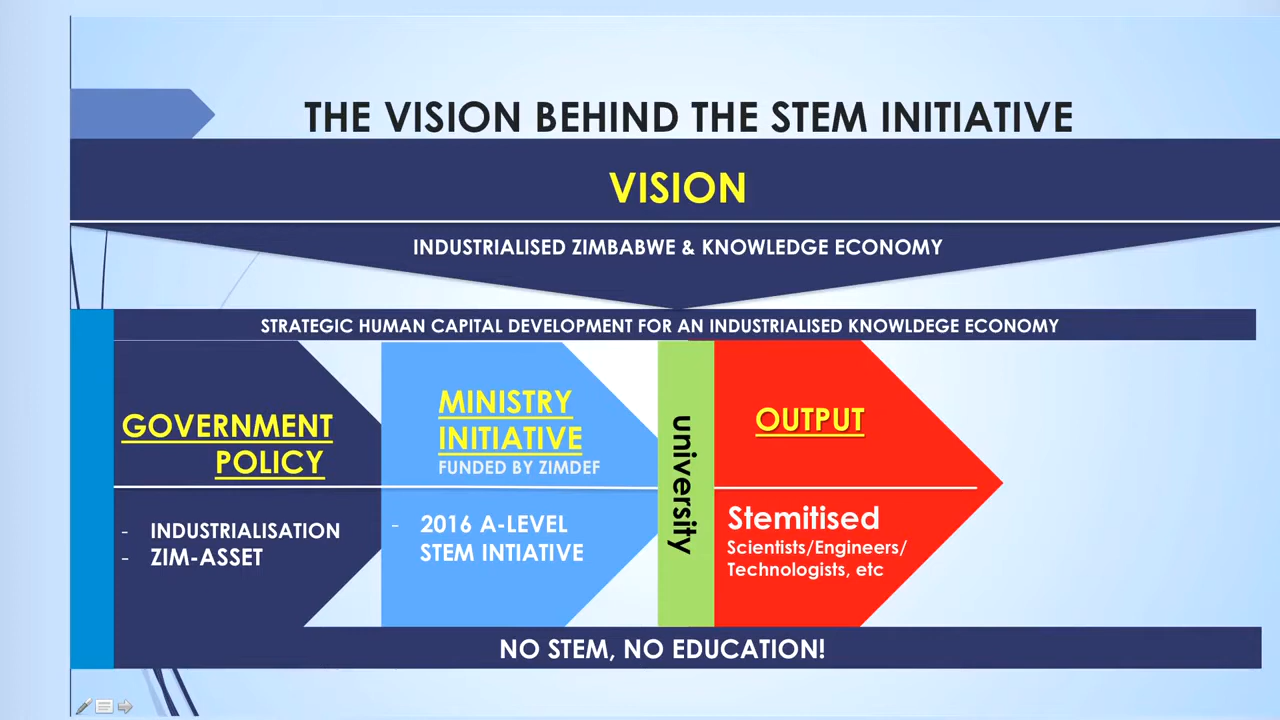 THE VISION BEHIND THE STEM INITIATIVE
VISION
INDUSTRIALISED ZIMBABWE & KNOWLEDGE ECONOMY
STRATEGIC HUMAN CAPITAL DEVELOPMENT FOR AN INDUSTRIALISED KNOWLDEGE ECONOMY
GOVERNMENT
POLICY
- INDUSTRIALISATION
- ZIM-ASSET
MINISTRY
INITIATIVE
FUNDED BY ZIMDEF
- 2016 A-LEVEL
STEM INTIATIVE
university
OUTPUT
Stemitised
Scientists/Engineers/
Technologists, etc
NO STEM, NO EDUCATION!